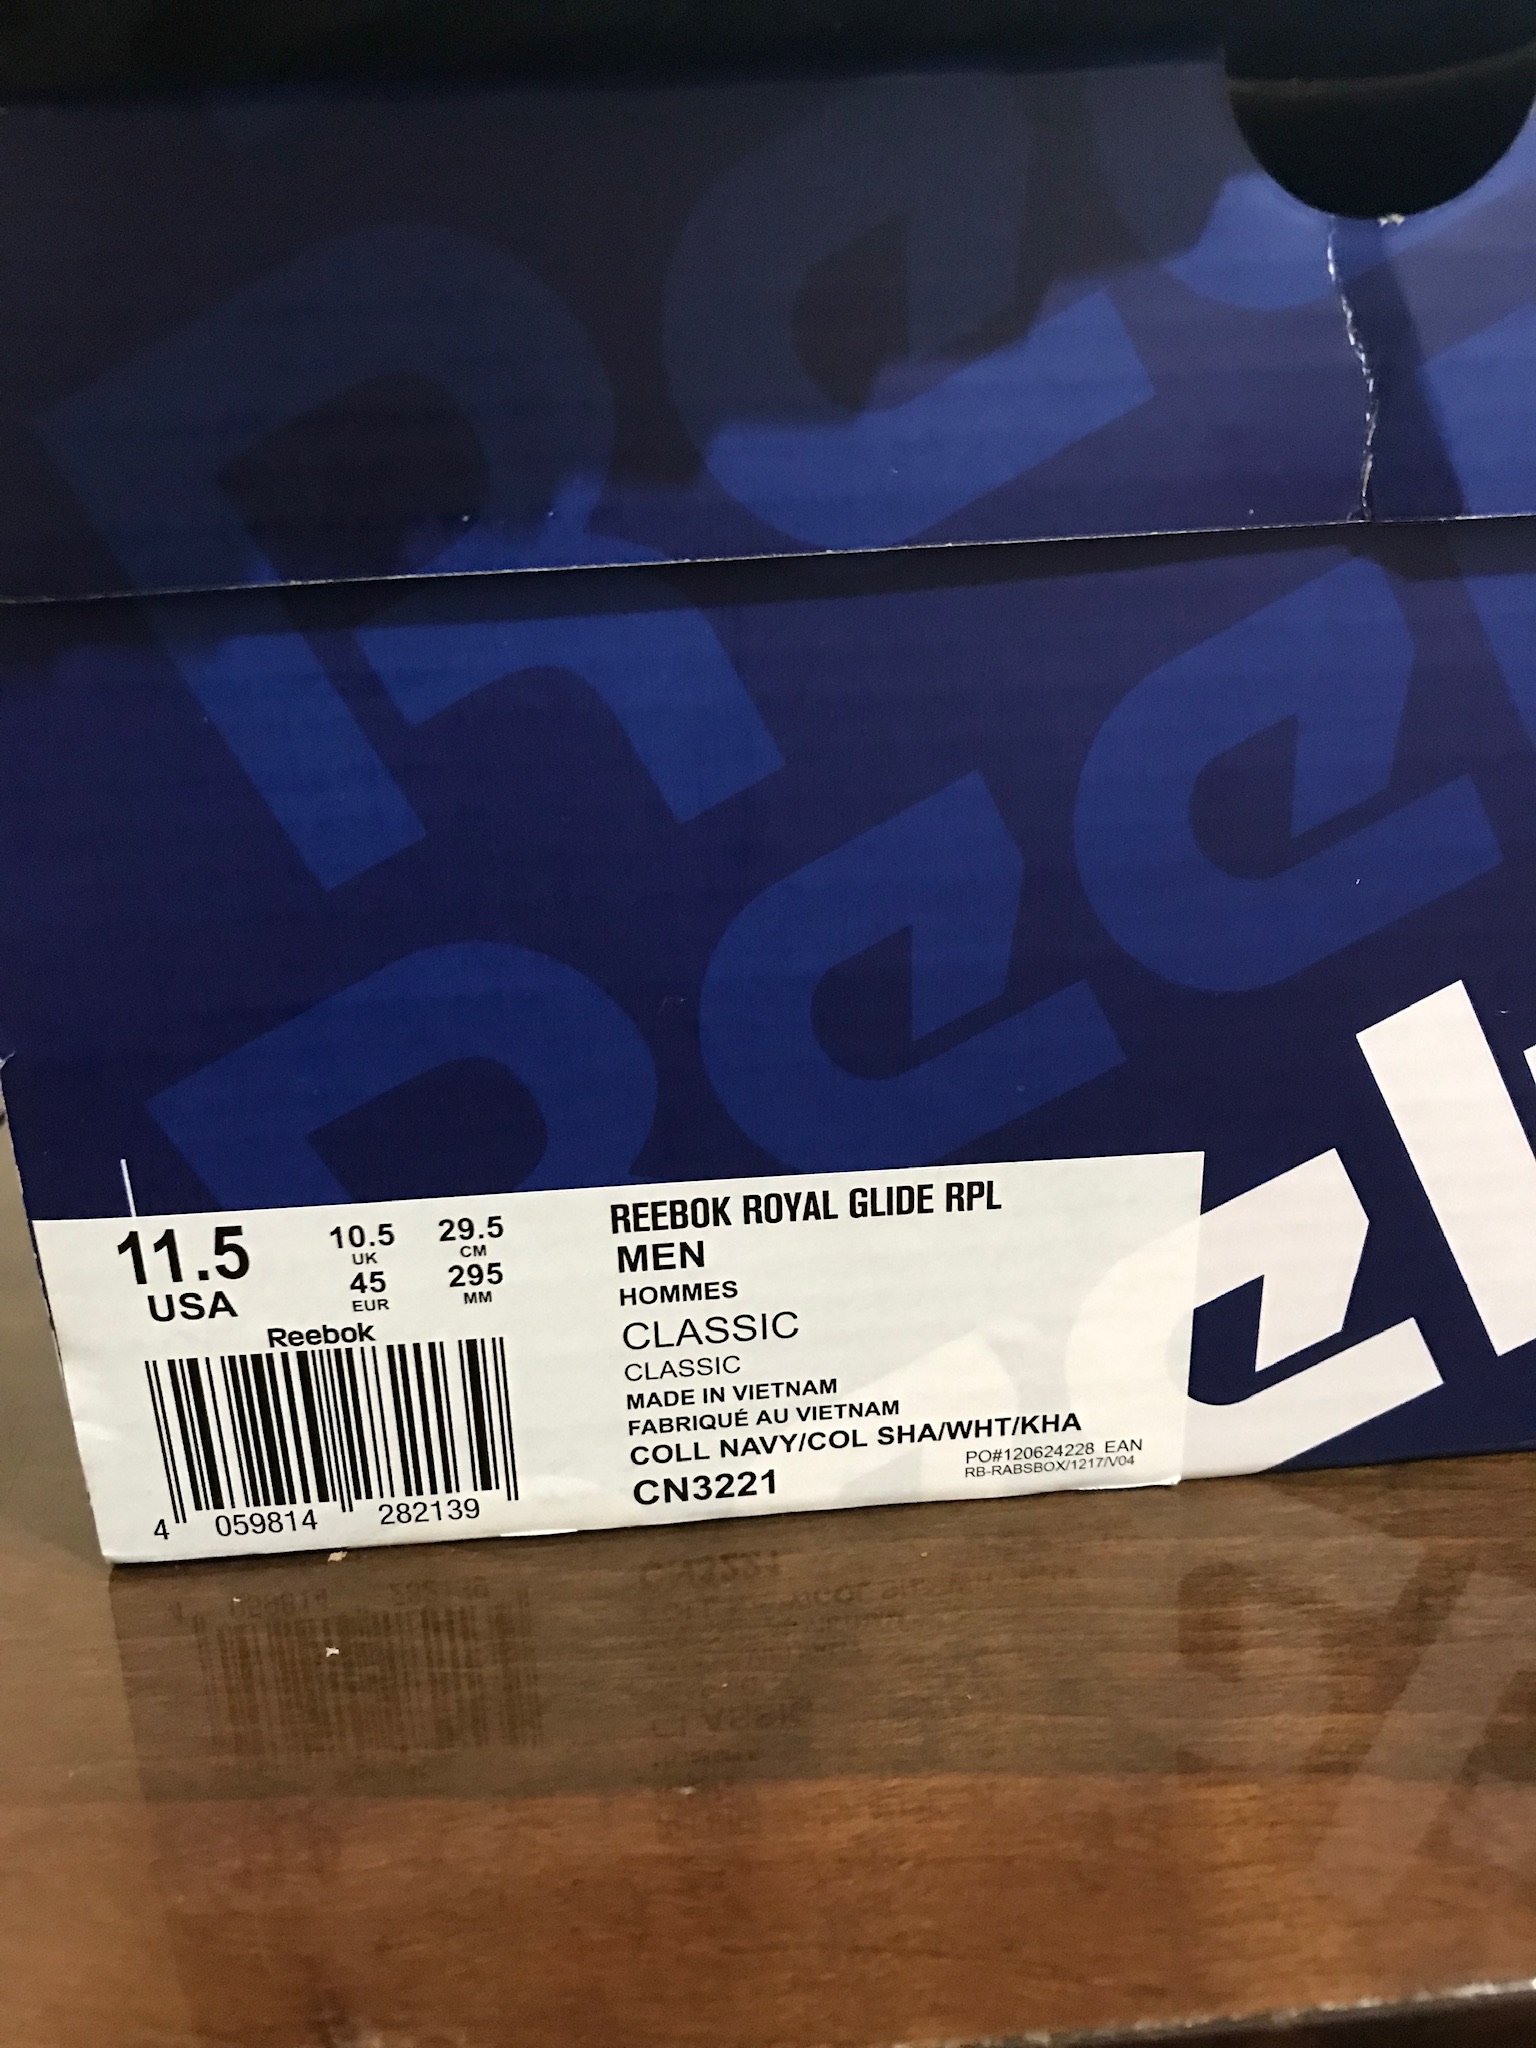 Reebok
11.5
USA
10.5
UK
45
EUR
29.5
CM
295
MM
Reebok
4 059814 282139
REEBOK ROYAL GLIDE RPL
MEN
HOMMES
CLASSIC
CLASSIC
MADE IN VIETNAM
FABRIQUÉ AU VIETNAM
COLL NAVY/COL SHA/WHT/KHA
CN3221
PO#120624228 EAN
RB-RABSBOX/1217/V04